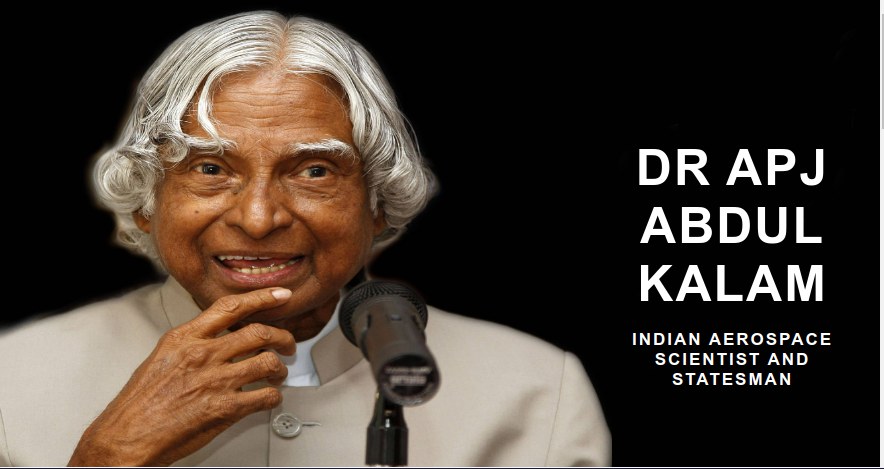 DR APJ
ABDUL
KALAM
INDIAN AEROSPACE
SCIENTIST AND
STATESMAN